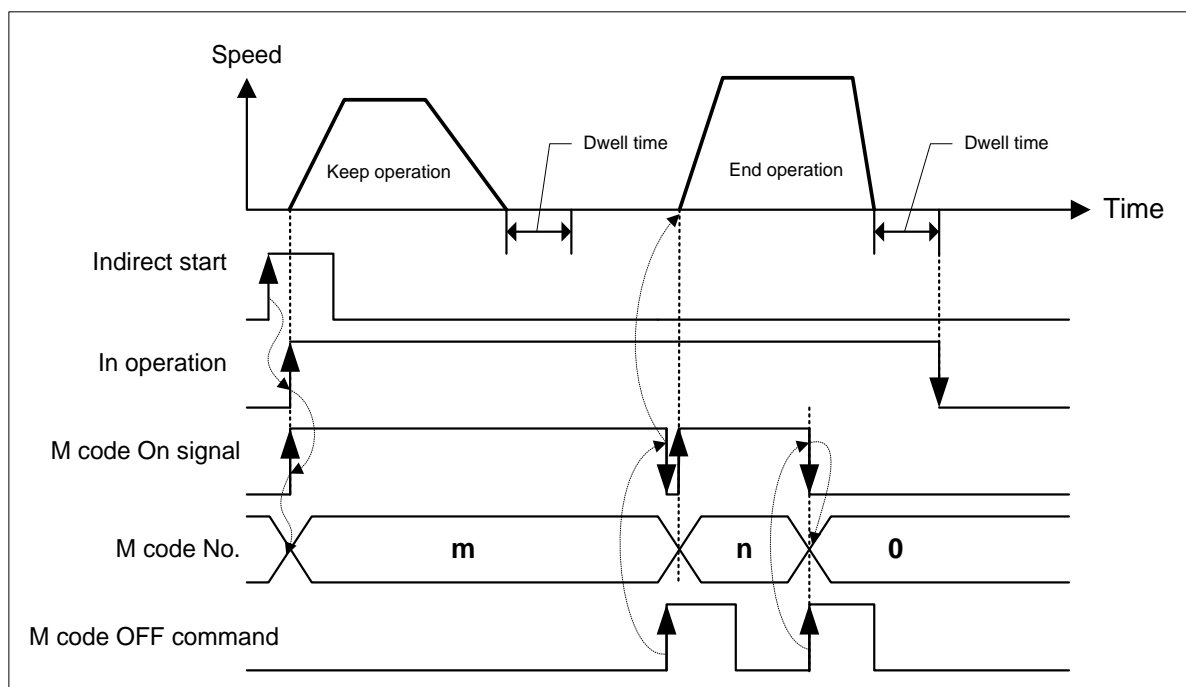 Speed
Dwell time
Dwell time
Keep operation
End operation
Time
Indirect start
In operation
M code On signal
M code No.
m
n
0
M code OFF command